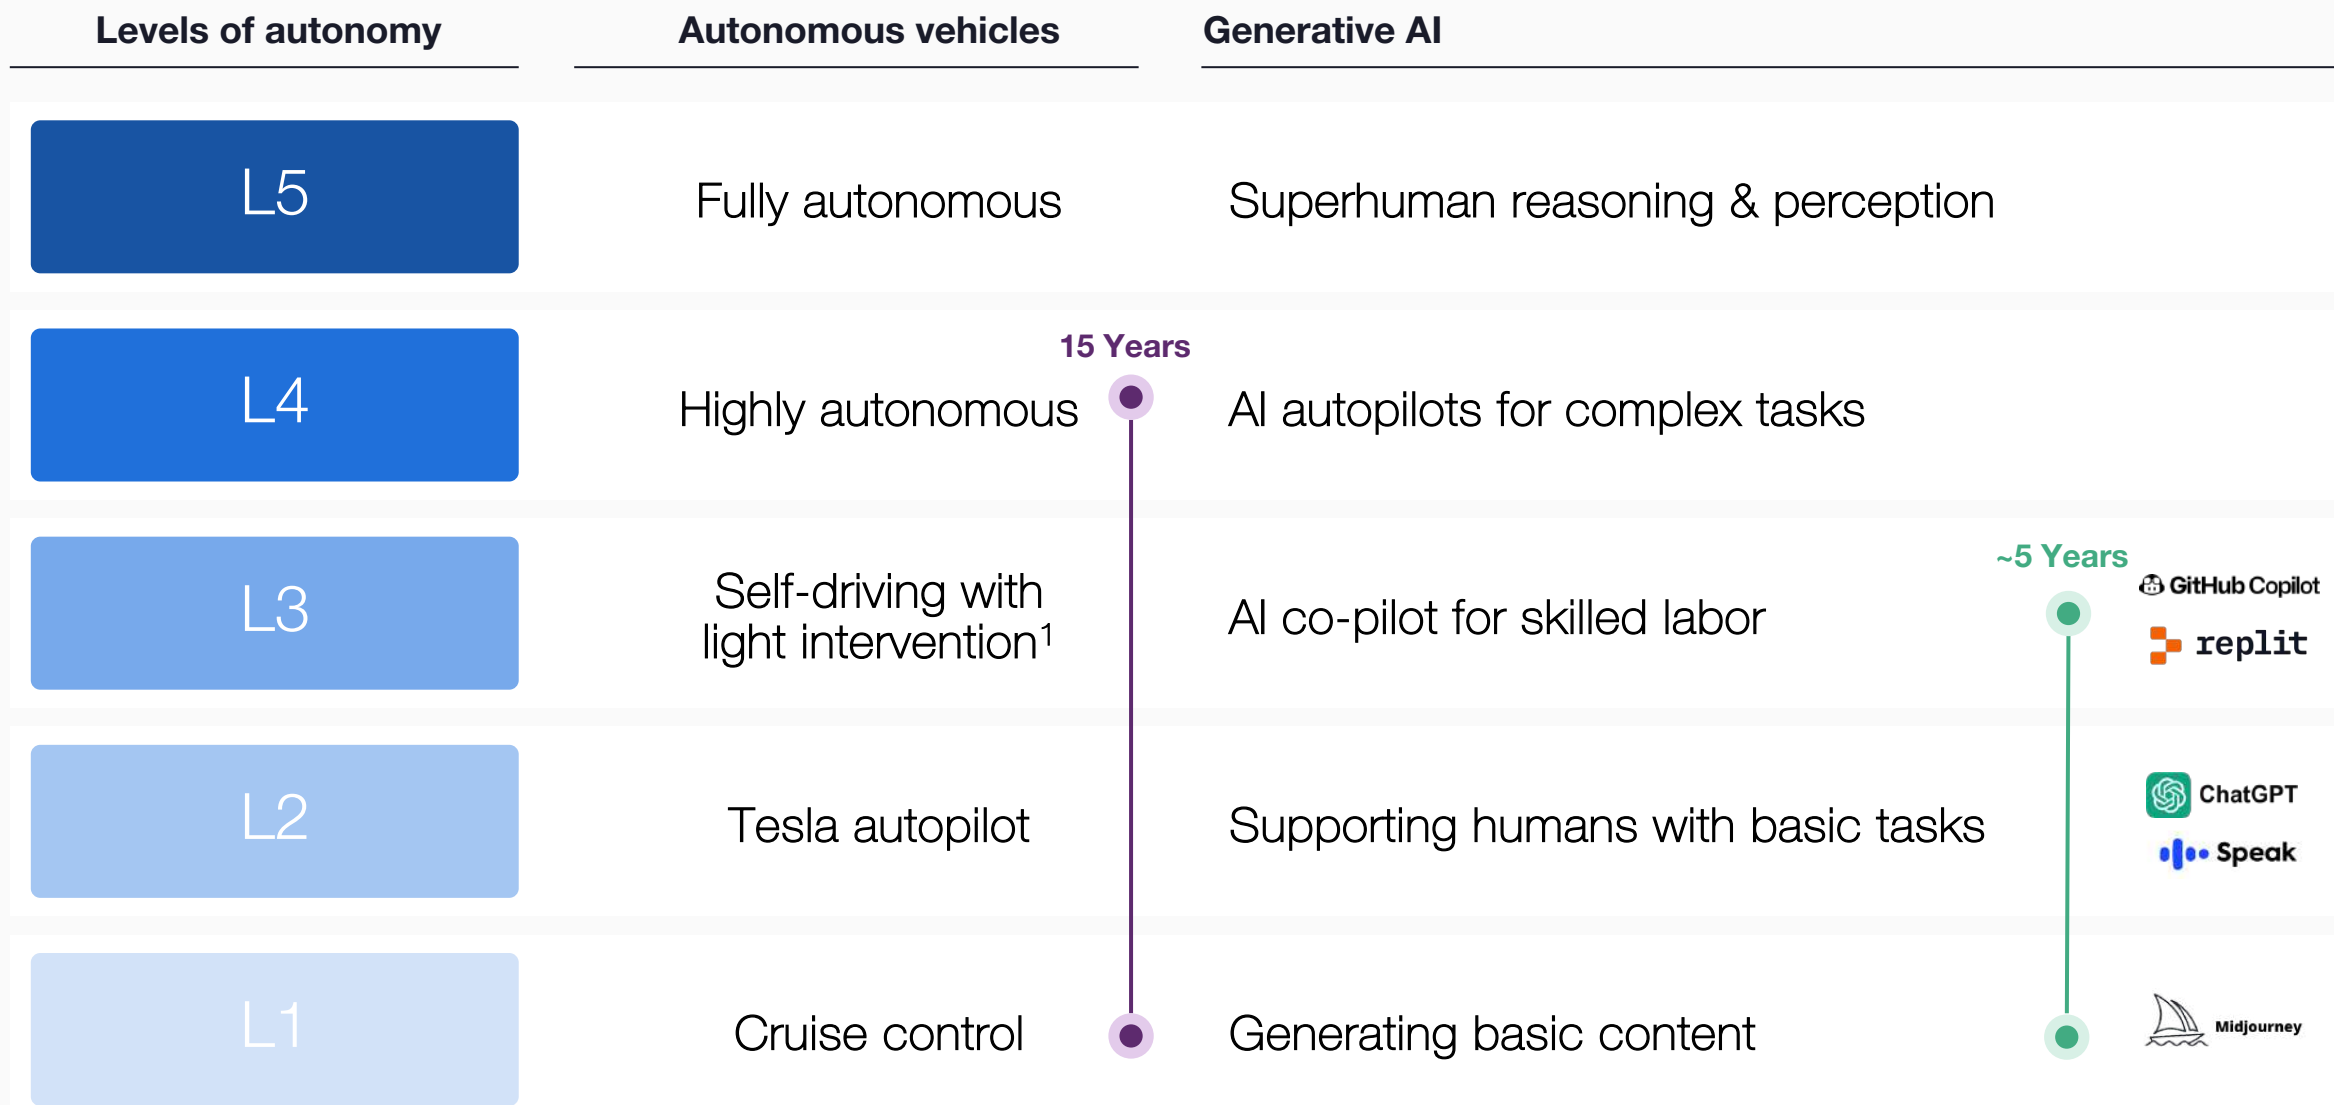 Levels of autonomy
Autonomous vehicles
Generative AI
L5
Fully autonomous
Superhuman reasoning & perception
L4
Highly autonomous
15 Years
AI autopilots for complex tasks
L3
Self-driving with
light intervention¹
AI co-pilot for skilled labor
~5 Years
GitHub Copilot
replit
L2
Tesla autopilot
Supporting humans with basic tasks
ChatGPT
Speak
L1
Cruise control
Generating basic content
Midjourney